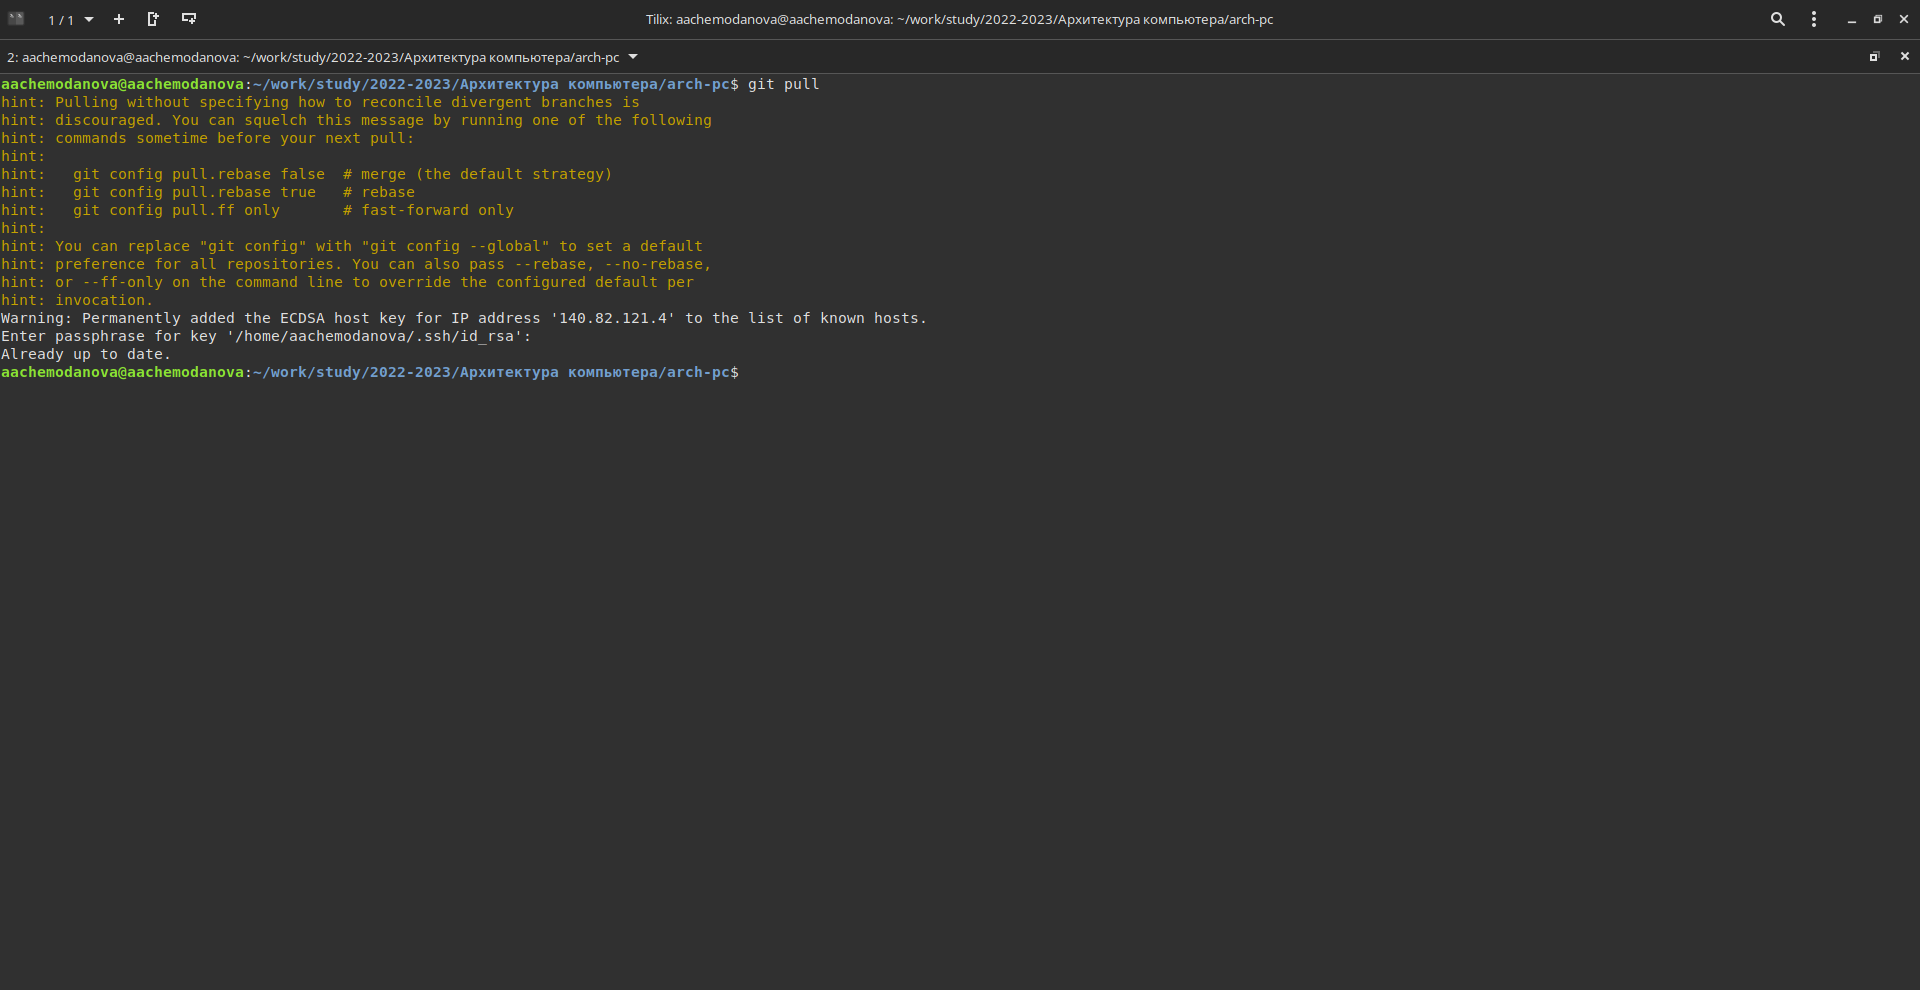 1 / 1
Tilix: aachemodanova@aachemodanova: ~/work/study/2022-2023/Архитектура компьютера/arch-pc
2: aachemodanova@aachemodanova: ~/work/study/2022-2023/Архитектура компьютера/arch-pc
aachemodanova@aachemodanova:~/work/study/2022-2023/Архитектура компьютера/arch-pc$ git pull
hint: Pulling without specifying how to reconcile divergent branches is
hint: discouraged. You can squelch this message by running one of the following
hint: commands sometime before your next pull:
hint:
hint:   git config pull.rebase false  # merge (the default strategy)
hint:   git config pull.rebase true   # rebase
hint:   git config pull.ff only       # fast-forward only
hint:
hint: You can replace "git config" with "git config --global" to set a default
hint: preference for all repositories. You can also pass --rebase, --no-rebase,
hint: or --ff-only on the command line to override the configured default per
hint: invocation.
Warning: Permanently added the ECDSA host key for IP address '140.82.121.4' to the list of known hosts.
Enter passphrase for key '/home/aachemodanova/.ssh/id_rsa':
Already up to date.
aachemodanova@aachemodanova:~/work/study/2022-2023/Архитектура компьютера/arch-pc$